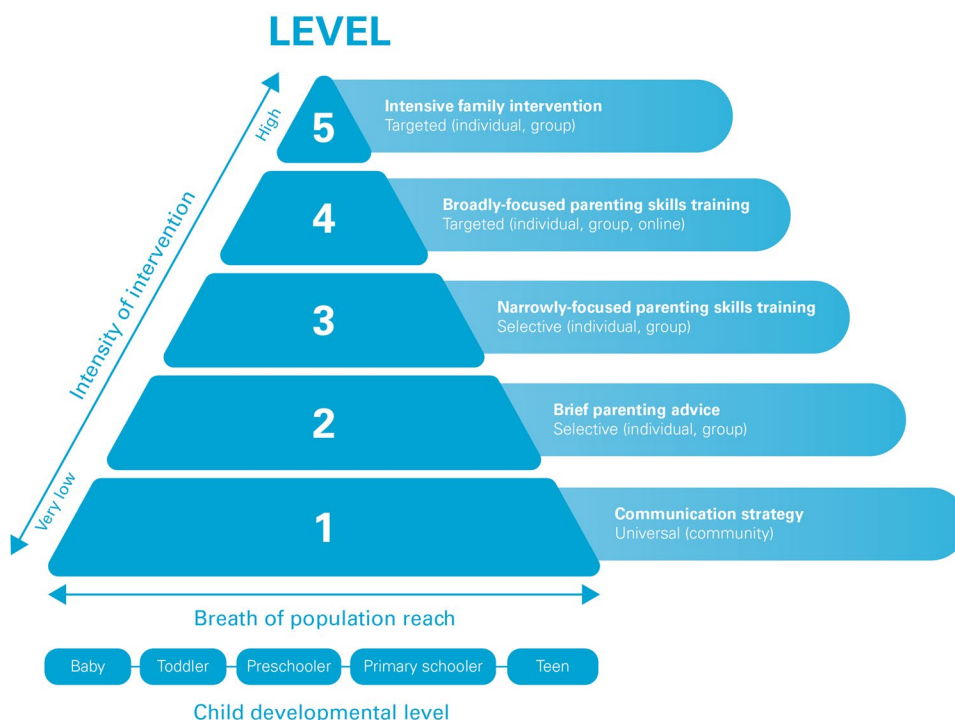 LEVEL
5
Intensive family intervention
Targeted (individual, group)
4
Broadly-focused parenting skills training
Targeted (individual, group, online)
3
Narrowly-focused parenting skills training
Selective (individual, group)
2
Brief parenting advice
Selective (individual, group)
1
Communication strategy
Universal (community)
High
Intensity of intervention
Very low
Breath of population reach
Baby
Toddler
Preschooler
Primary schooler
Teen
Child developmental level